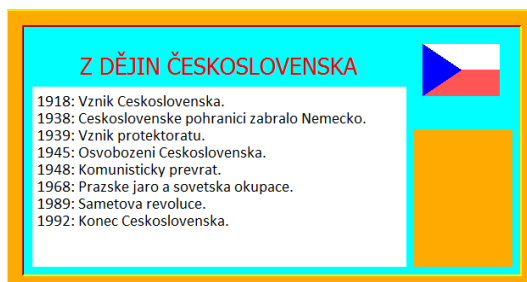 Z DĚJIN ČESKOSLOVENSKA
1918: Vznik Ceskoslovenska.
1938: Ceskoslovenske pohranici zabralo Nemecko.
1939: Vznik protektoratu.
1945: Osvobozeni Ceskoslovenska.
1948: Komunisticky prevrat.
1968: Prazske jaro a sovetska okupace.
1989: Sametova revoluce.
1992: Konec Ceskoslovenska.